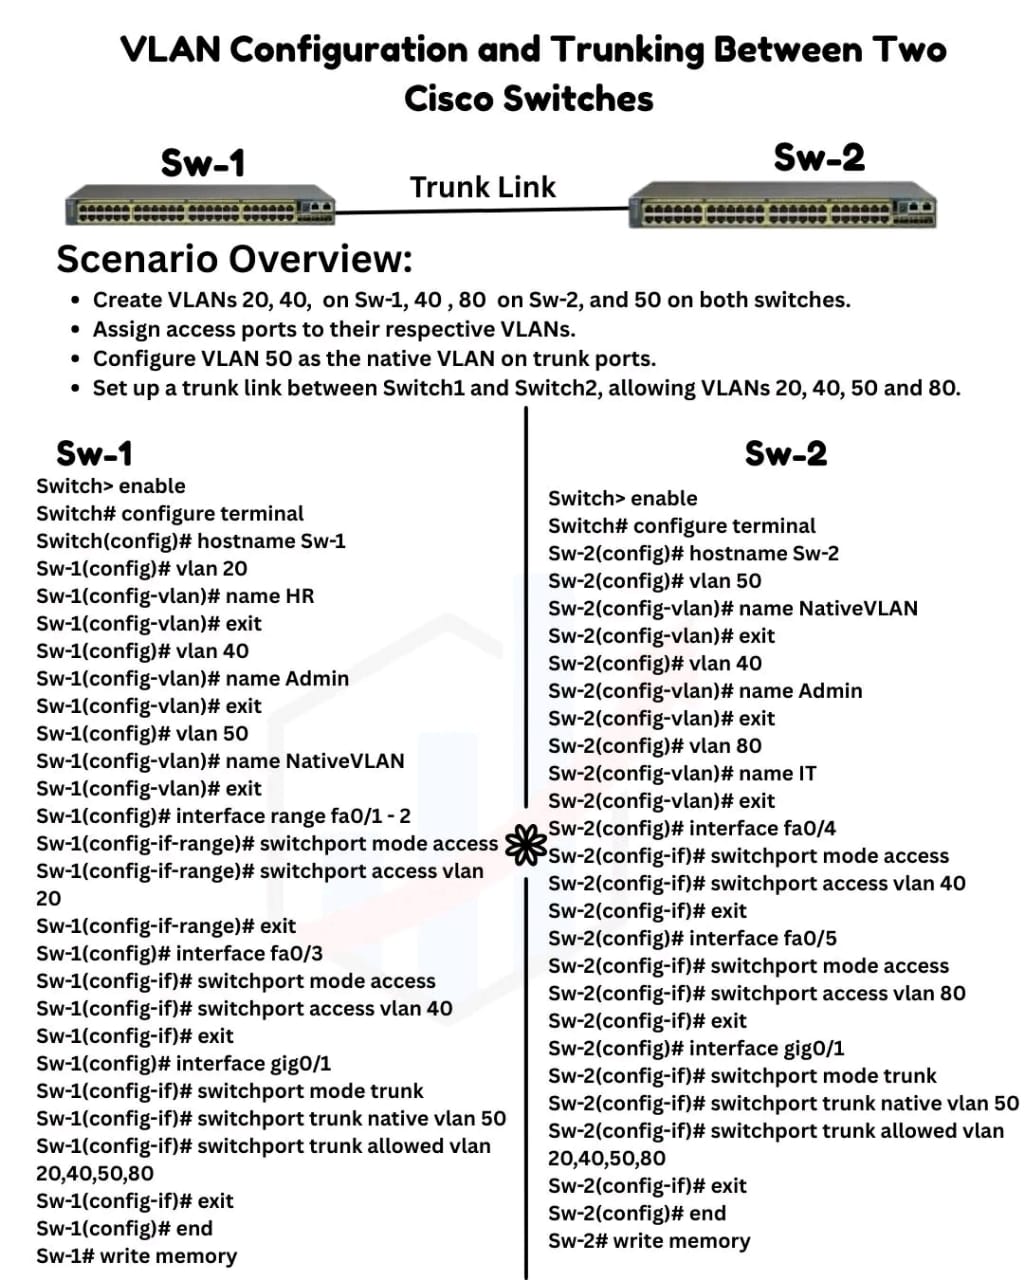 VLAN Configuration and Trunking Between Two
Cisco Switches
Sw-1
Sw-2
Trunk Link
Scenario Overview:
• Create VLANs 20, 40,  on Sw-1, 40 , 80  on Sw-2, and 50 on both switches.
• Assign access ports to their respective VLANs.
• Configure VLAN 50 as the native VLAN on trunk ports.
• Set up a trunk link between Switch1 and Switch2, allowing VLANs 20, 40, 50 and 80.
Sw-1
Switch> enable
Switch# configure terminal
Switch(config)# hostname Sw-1
Sw-1(config)# vlan 20
Sw-1(config-vlan)# name HR
Sw-1(config-vlan)# exit
Sw-1(config)# vlan 40
Sw-1(config-vlan)# name Admin
Sw-1(config-vlan)# exit
Sw-1(config)# vlan 50
Sw-1(config-vlan)# name NativeVLAN
Sw-1(config-vlan)# exit
Sw-1(config)# interface range fa0/1 - 2
Sw-1(config-if-range)# switchport mode access
Sw-1(config-if-range)# switchport access vlan
20
Sw-1(config-if-range)# exit
Sw-1(config)# interface fa0/3
Sw-1(config-if)# switchport mode access
Sw-1(config-if)# switchport access vlan 40
Sw-1(config-if)# exit
Sw-1(config)# interface gig0/1
Sw-1(config-if)# switchport mode trunk
Sw-1(config-if)# switchport trunk native vlan 50
Sw-1(config-if)# switchport trunk allowed vlan
20,40,50,80
Sw-1(config-if)# exit
Sw-1(config)# end
Sw-1# write memory
Sw-2
Switch> enable
Switch# configure terminal
Sw-2(config)# hostname Sw-2
Sw-2(config)# vlan 50
Sw-2(config-vlan)# name NativeVLAN
Sw-2(config-vlan)# exit
Sw-2(config)# vlan 40
Sw-2(config-vlan)# name Admin
Sw-2(config-vlan)# exit
Sw-2(config)# vlan 80
Sw-2(config-vlan)# name IT
Sw-2(config-vlan)# exit
Sw-2(config)# interface fa0/4
Sw-2(config-if)# switchport mode access
Sw-2(config-if)# switchport access vlan 40
Sw-2(config-if)# exit
Sw-2(config)# interface fa0/5
Sw-2(config-if)# switchport mode access
Sw-2(config-if)# switchport access vlan 80
Sw-2(config-if)# exit
Sw-2(config)# interface gig0/1
Sw-2(config-if)# switchport mode trunk
Sw-2(config-if)# switchport trunk native vlan 50
Sw-2(config-if)# switchport trunk allowed vlan
20,40,50,80
Sw-2(config-if)# exit
Sw-2(config)# end
Sw-2# write memory